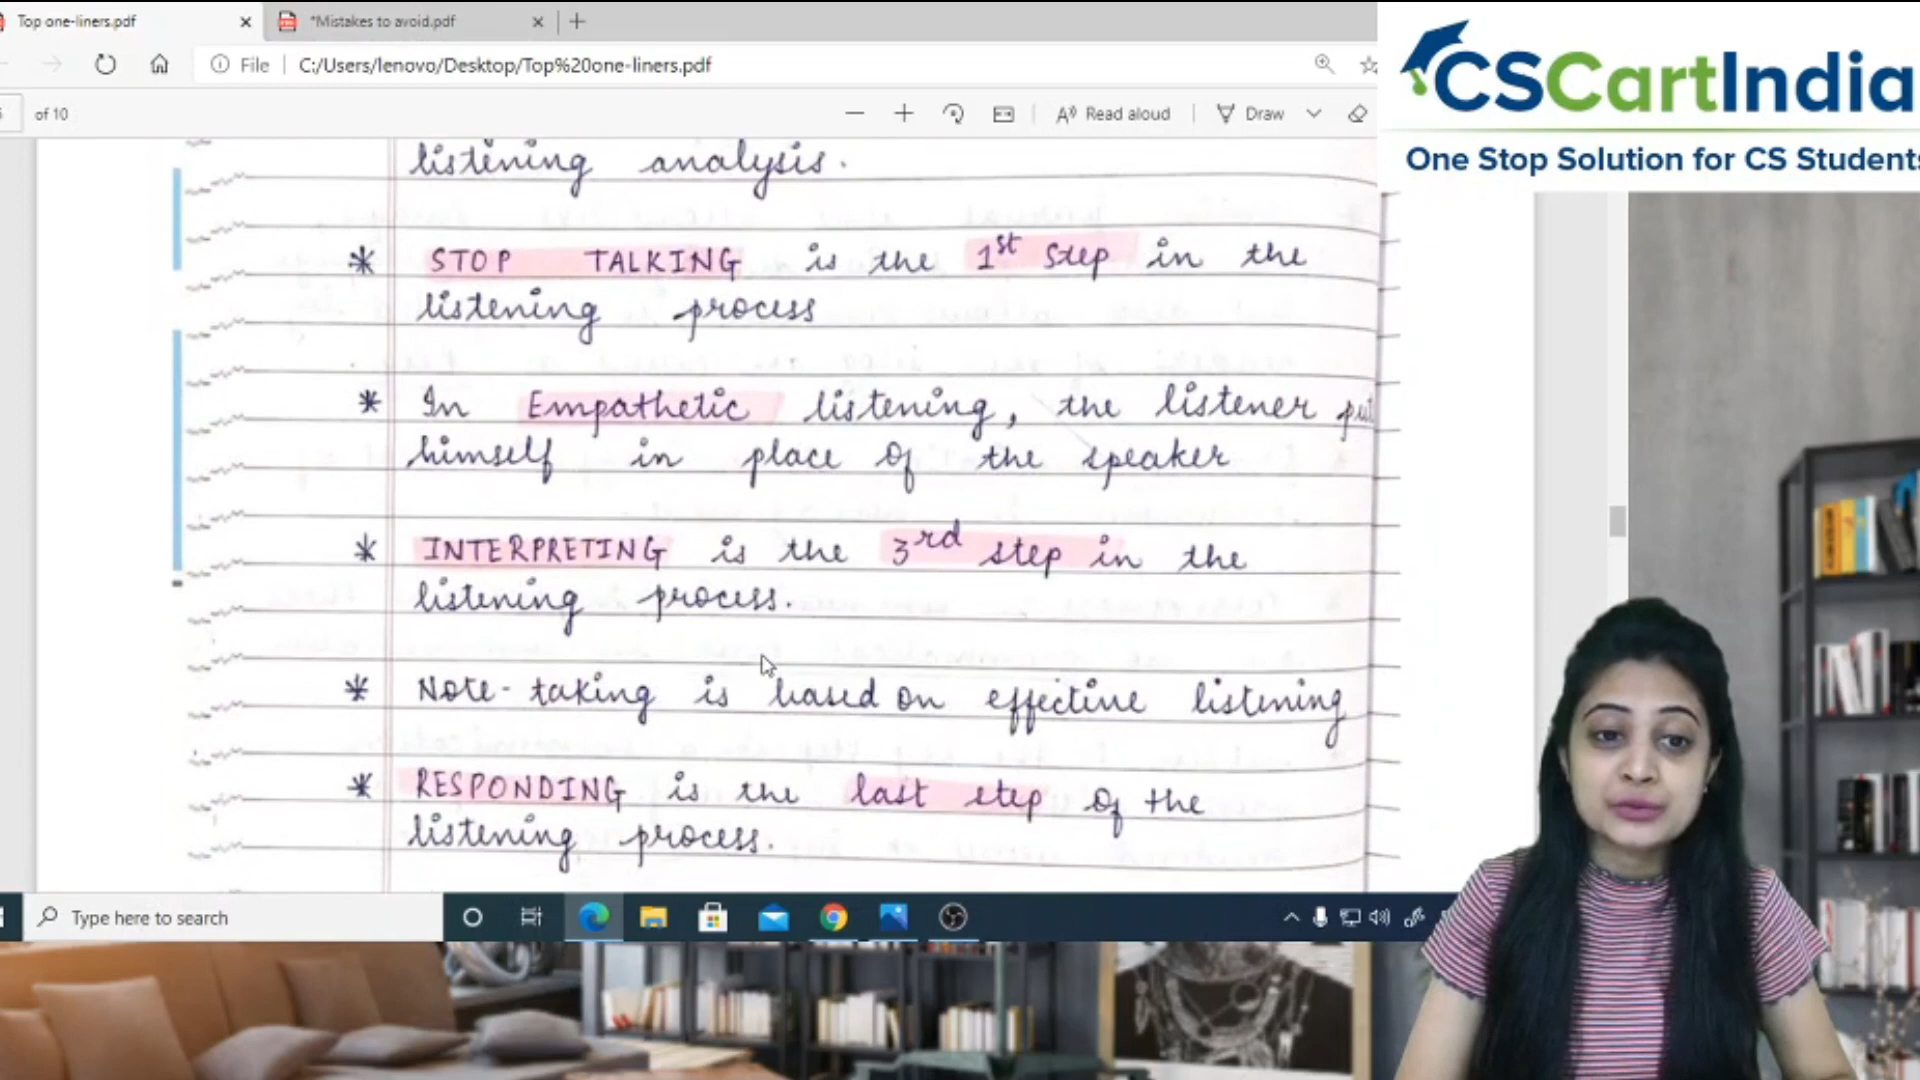 Top one-liners.pdf
*Mistakes to avoid.pdf
File
C:/Users/lenovo/Desktop/Top%20one-liners.pdf
of 10
Read aloud
Draw
CSCartIndia
One Stop Solution for CS Students
listening analysis.
* STOP TALKING is the 1st step in the
listening process
* In Empathetic listening, the listener
himself in place of the speaker
* INTERPRETING is the 3rd step in the
listening process.
* Note-taking is based on effective listening
* RESPONDING is the last step of the
listening process.
Type here to search